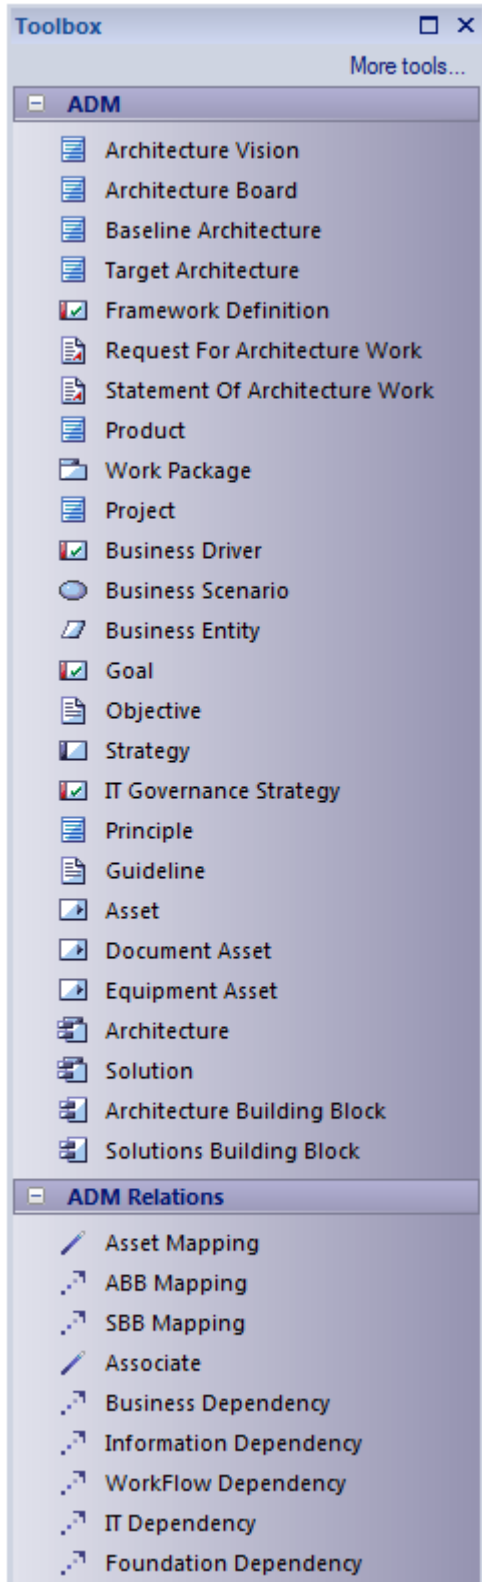 Toolbox
More tools...
ADM
Architecture Vision
Architecture Board
Baseline Architecture
Target Architecture
Framework Definition
Request For Architecture Work
Statement Of Architecture Work
Product
Work Package
Project
Business Driver
Business Scenario
Business Entity
Goal
Objective
Strategy
IT Governance Strategy
Principle
Guideline
Asset
Document Asset
Equipment Asset
Architecture
Solution
Architecture Building Block
Solutions Building Block
ADM Relations
Asset Mapping
ABB Mapping
SBB Mapping
Associate
Business Dependency
Information Dependency
WorkFlow Dependency
IT Dependency
Foundation Dependency